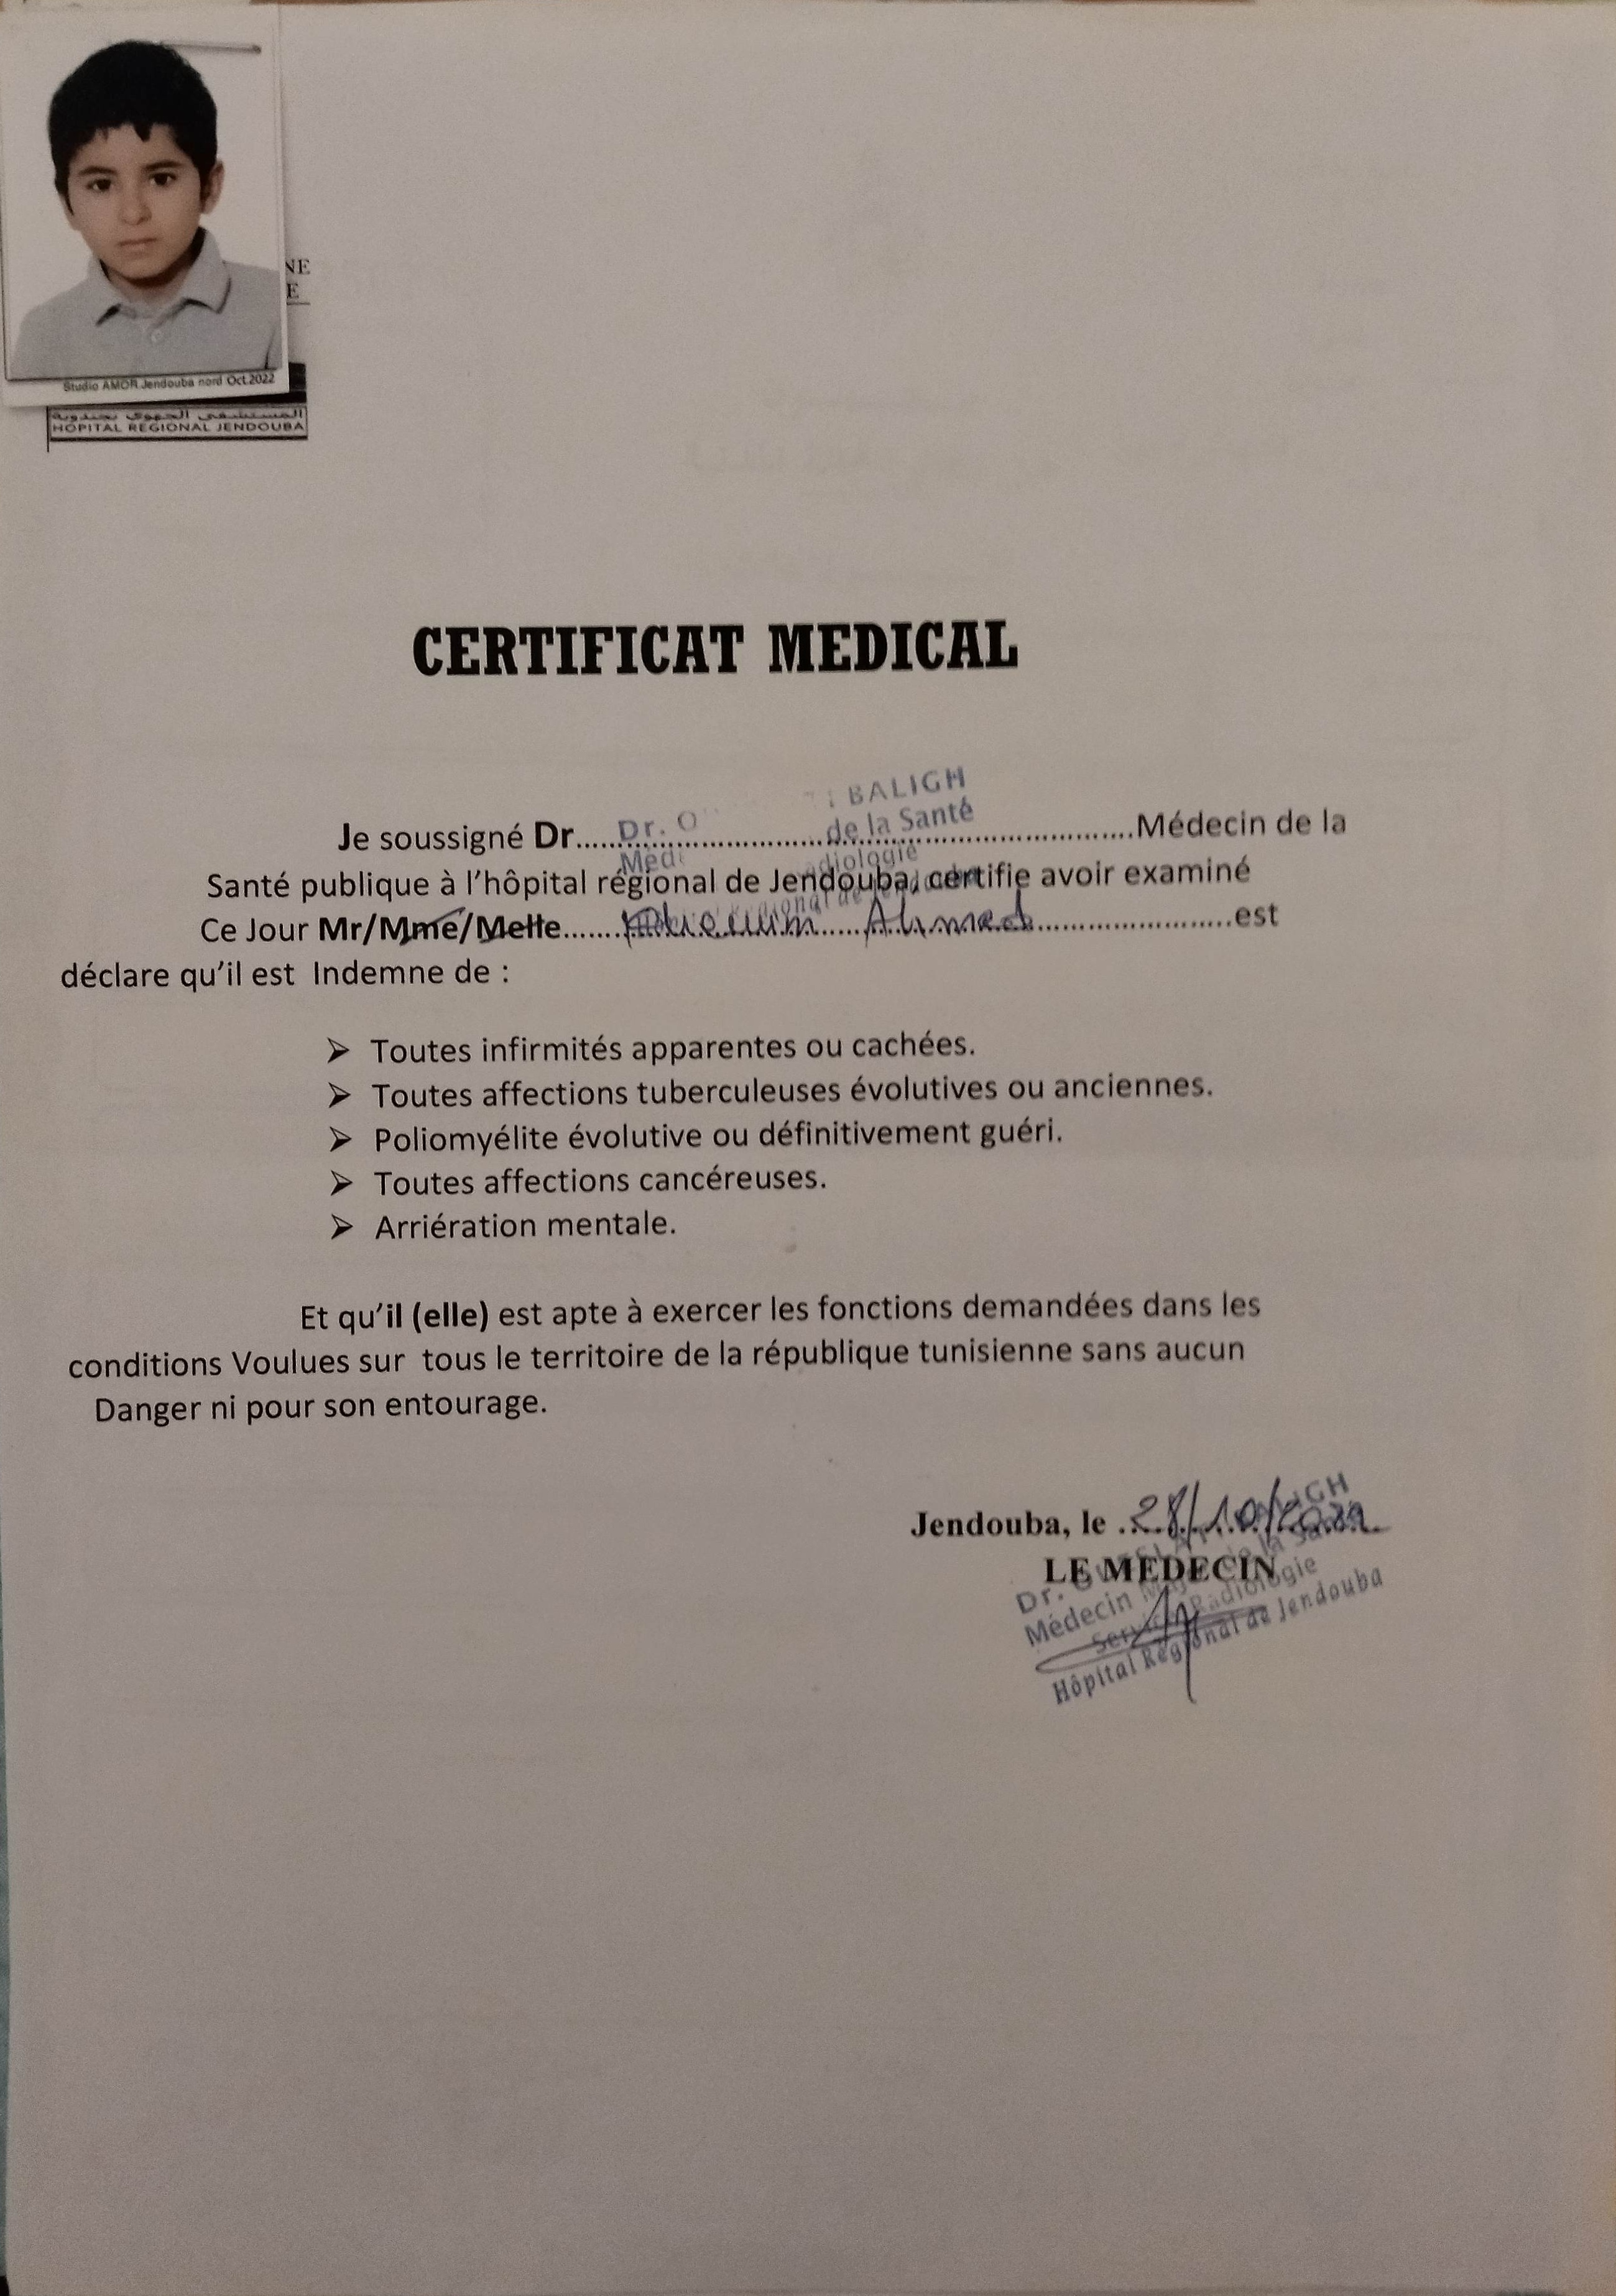 NE
E
Studio AMOR Jendouba nord Oct.2022
المستشفى الجهوي بجندوبة
HOPITAL REGIONAL JENDOUBA
CERTIFICAT MEDICAL
BALIGH
Dr. O
de la Santé
Je soussigné Dr.......................................................Médecin de la
Santé publique à l'hôpital régional de Jendouba, certifie avoir examiné
Ce Jour Mr/Mme/Melle....... Ahmed..........................est
déclare qu'il est Indemne de :
➢ Toutes infirmités apparentes ou cachées.
➢ Toutes affections tuberculeuses évolutives ou anciennes.
➢ Poliomyélite évolutive ou définitivement guéri.
➢ Toutes affections cancéreuses.
➢ Arriération mentale.
Et qu'il (elle) est apte à exercer les fonctions demandées dans les
conditions Voulues sur tous le territoire de la république tunisienne sans aucun
Danger ni pour son entourage.
Jendouba, le 28/10/2022
LE MEDECIN
Dr.
Médecin de la Santé
Service Radiologie
Hôpital Régional de Jendouba